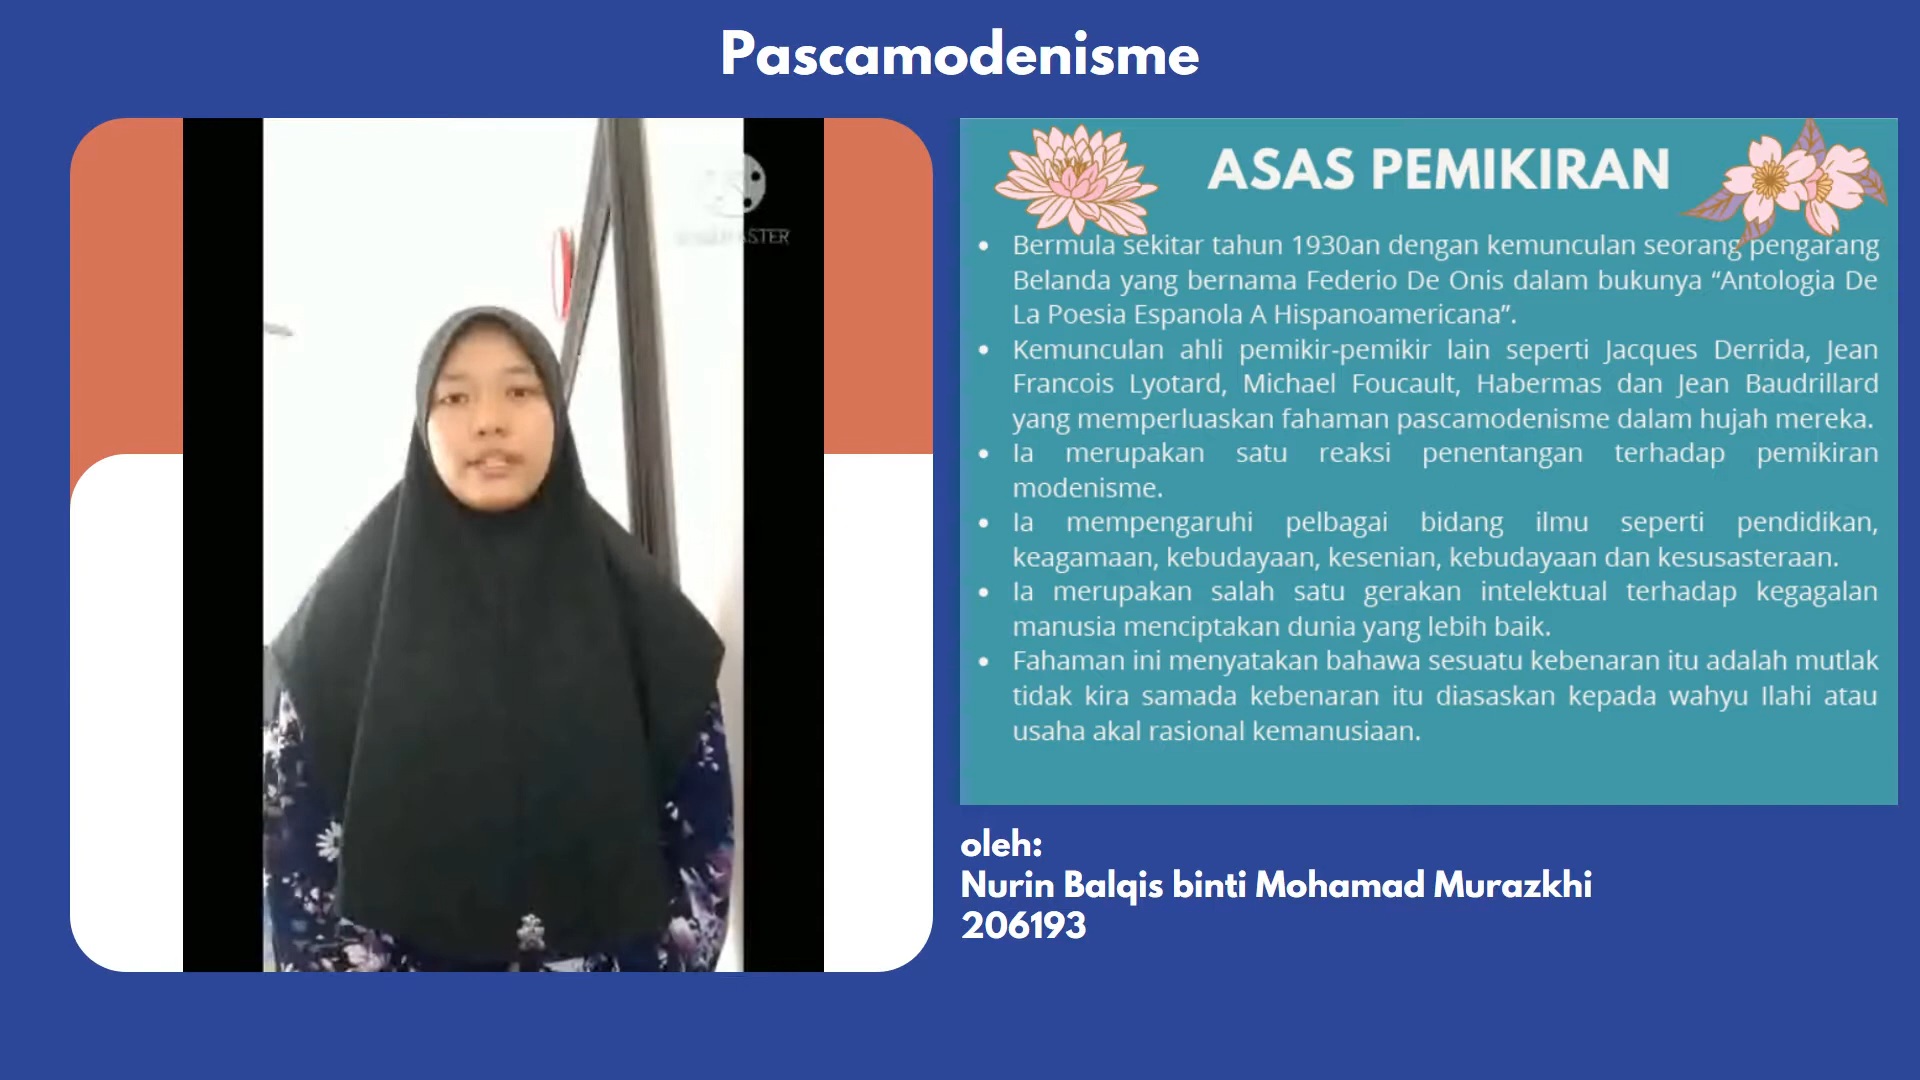 Pascamodenisme
ASAS PEMIKIRAN
• Bermula sekitar tahun 1930an dengan kemunculan seorang pengarang
Belanda yang bernama Federio De Onis dalam bukunya “Antologia De
La Poesia Espanola A Hispanoamericana”.
• Kemunculan ahli pemikir-pemikir lain seperti Jacques Derrida, Jean
Francois Lyotard, Michael Foucault, Habermas dan Jean Baudrillard
yang memperluaskan fahaman pascamodenisme dalam hujah mereka.
• Ia merupakan satu reaksi penentangan terhadap pemikiran
modenisme.
• Ia mempengaruhi pelbagai bidang ilmu seperti pendidikan,
keagamaan, kebudayaan, kesenian, kebudayaan dan kesusasteraan.
• Ia merupakan salah satu gerakan intelektual terhadap kegagalan
manusia menciptakan dunia yang lebih baik.
• Fahaman ini menyatakan bahawa sesuatu kebenaran itu adalah mutlak
tidak kira samada kebenaran itu diasaskan kepada wahyu Ilahi atau
usaha akal rasional kemanusiaan.
oleh:
Nurin Balqis binti Mohamad Murazkhi
206193